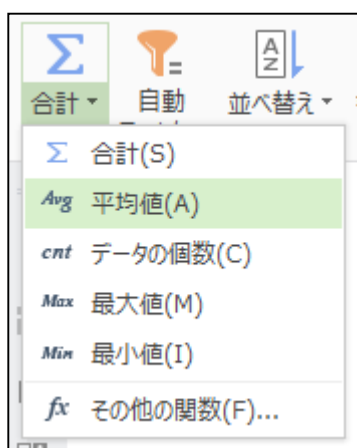 Σ
A
Z
合計 自動 並べ替え
Σ 合計(S)
Avg 平均値(A)
cnt データの個数(C)
Max 最大値(M)
Min 最小値(I)
fx その他の関数(F)...